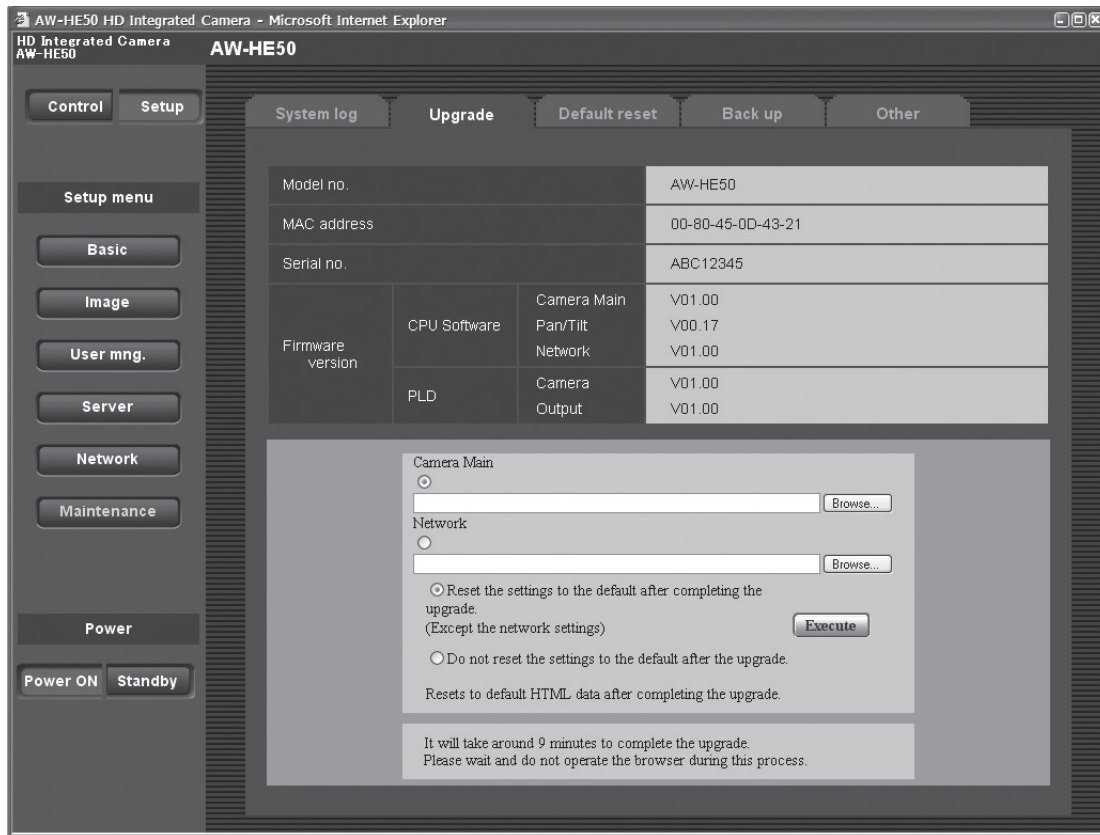 AW-HE50 HD Integrated Camera - Microsoft Internet Explorer
HD Integrated Camera
AW-HE50
AW-HE50
Control
Setup
Setup menu
Basic
Image
User mng.
Server
Network
Maintenance
Power
Power ON
Standby
System log
Upgrade
Default reset
Back up
Other
Model no.
AW-HE50
MAC address
00-80-45-0D-43-21
Serial no.
ABC12345
Firmware
version
CPU Software
Camera Main
V01.00
Pan/Tilt
V00.17
Network
V01.00
PLD
Camera
V01.00
Output
V01.00
Camera Main
Browse...
Network
Browse...
Reset the settings to the default after completing the
upgrade.
(Except the network settings)
Execute
Do not reset the settings to the default after the upgrade.
Resets to default HTML data after completing the upgrade.
It will take around 9 minutes to complete the upgrade.
Please wait and do not operate the browser during this process.